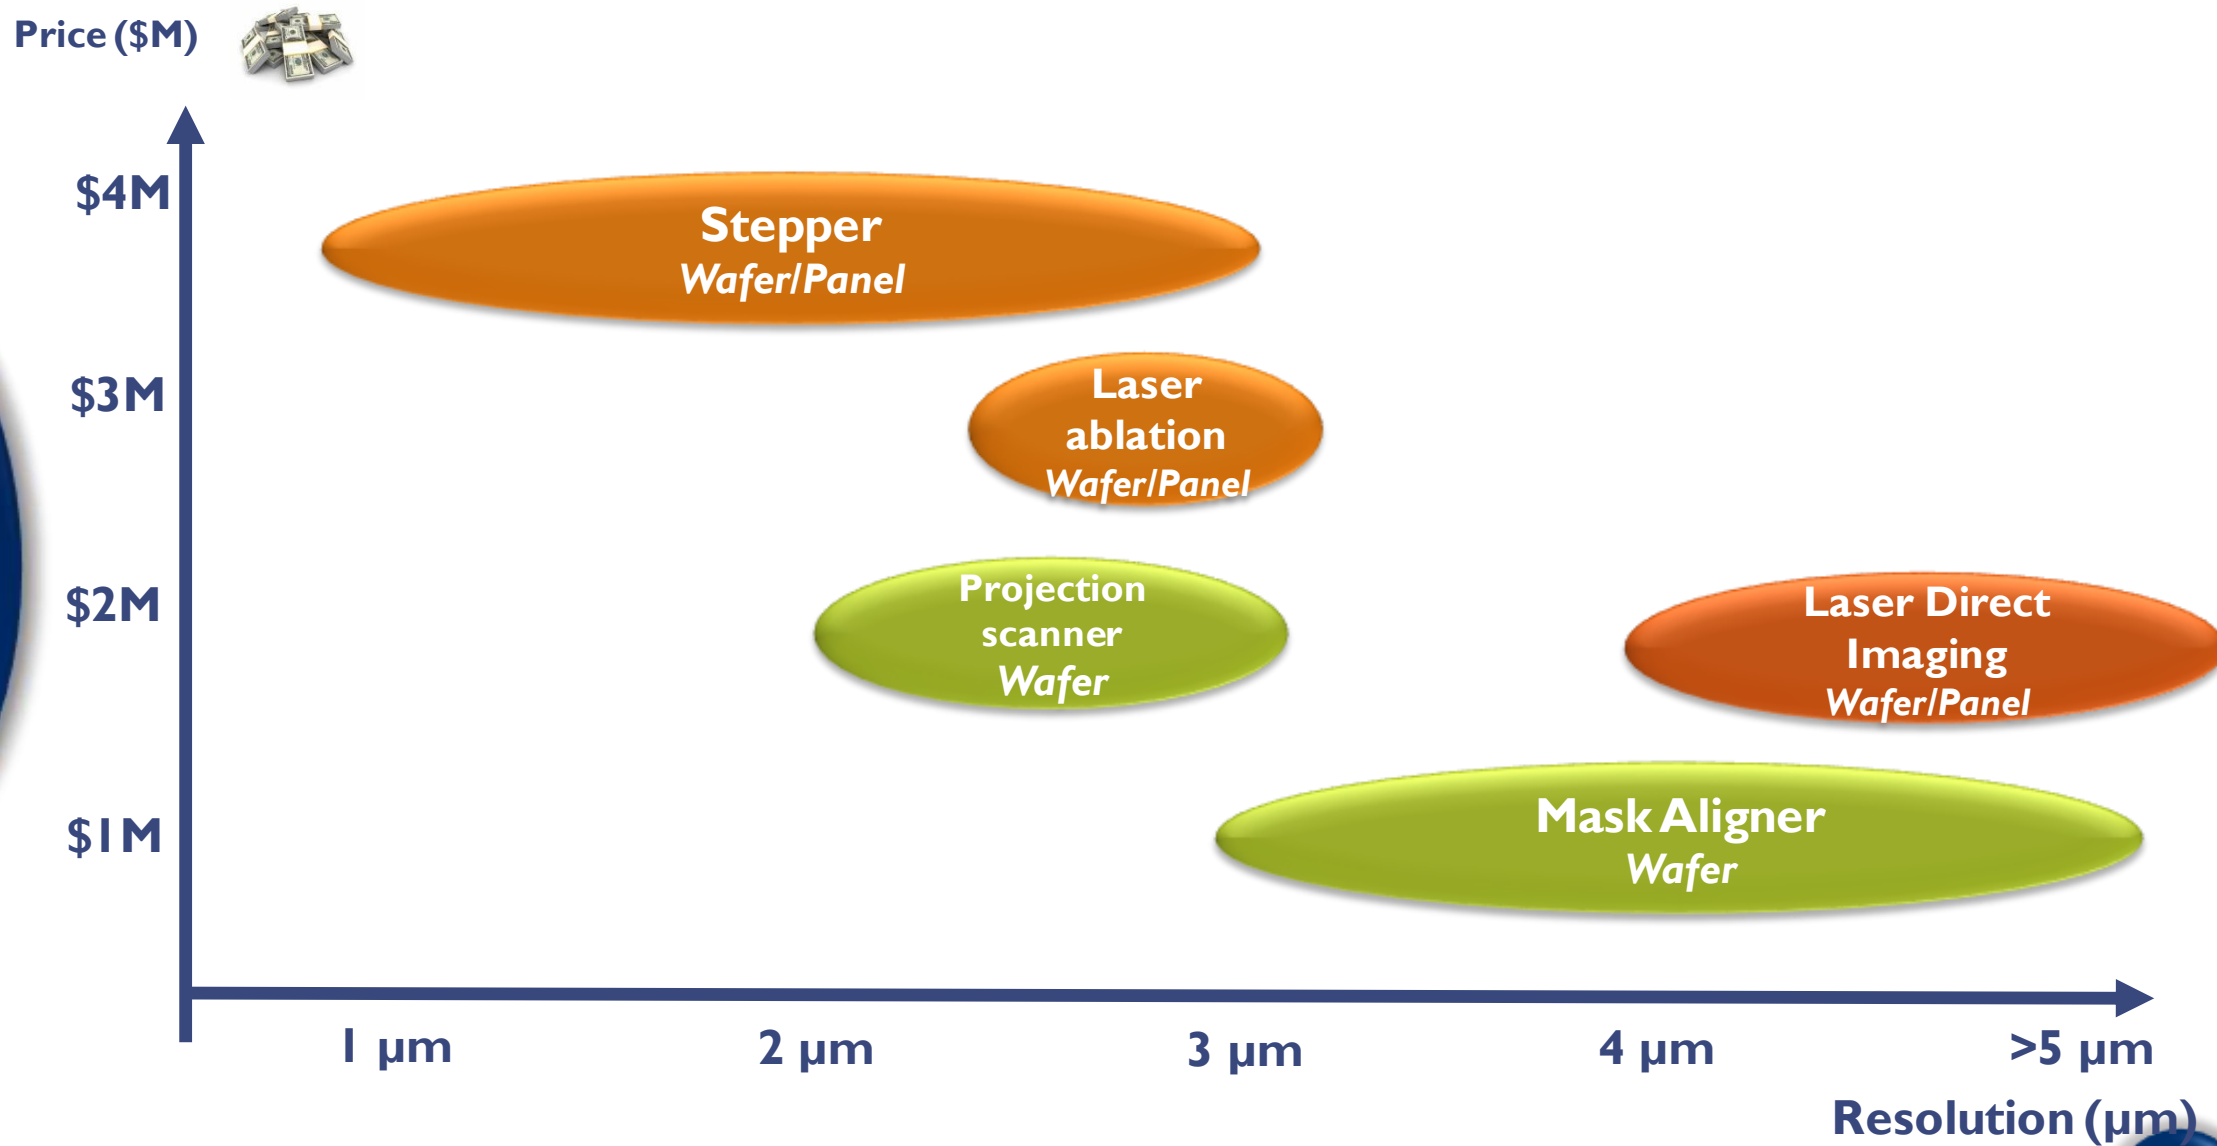 Price ($M)
$4M
Stepper
Wafer/Panel
$3M
Laser
ablation
Wafer/Panel
$2M
Projection
scanner
Wafer
Laser Direct
Imaging
Wafer/Panel
$1M
Mask Aligner
Wafer
1 µm
2 µm
3 µm
4 µm
>5 µm
Resolution (µm)